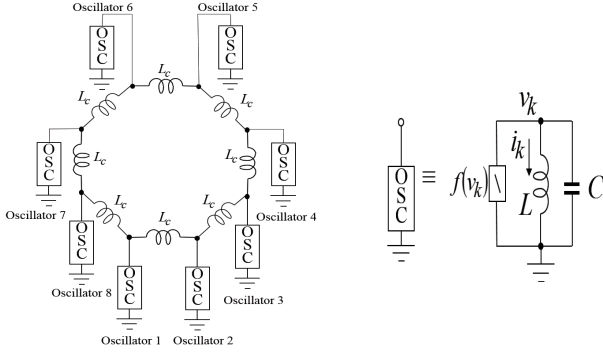 Oscillator 6
Oscillator 5
OSC
OSC
L_c
L_c
L_c
OSC
L_c
L_c
OSC
Oscillator 7
Oscillator 4
L_c
L_c
L_c
OSC
OSC
Oscillator 8
Oscillator 3
OSC
OSC
Oscillator 1
Oscillator 2
OSC
≡
f(v_k)
v_k
i_k
L
C